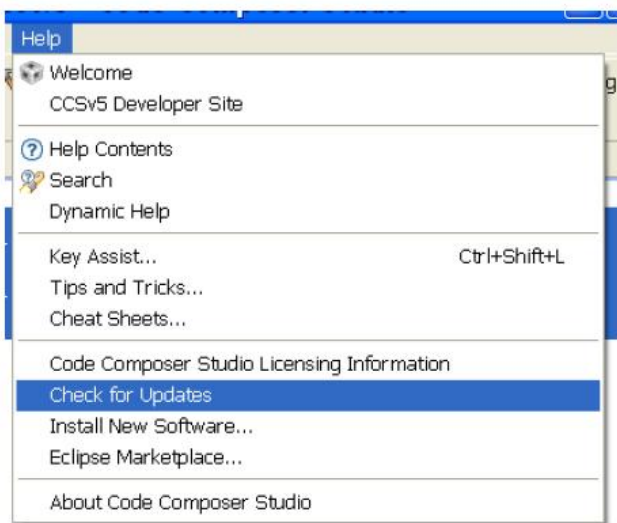 Help
Welcome
CCSv5 Developer Site
Help Contents
Search
Dynamic Help
Key Assist... Ctrl+Shift+L
Tips and Tricks...
Cheat Sheets...
Code Composer Studio Licensing Information
Check for Updates
Install New Software...
Eclipse Marketplace...
About Code Composer Studio